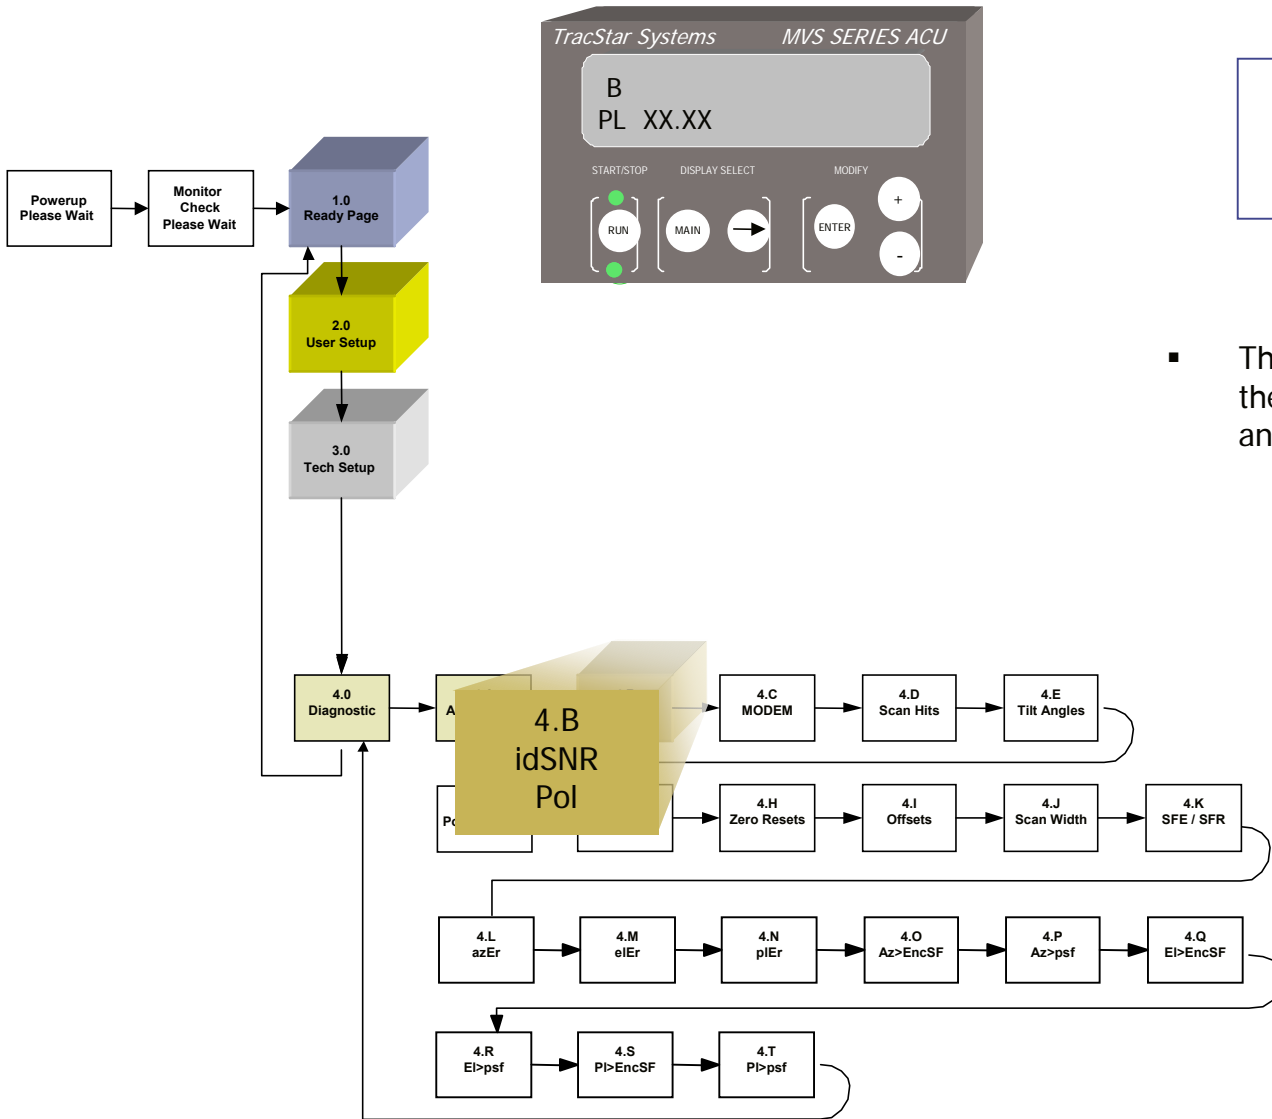 TracStar Systems MVS SERIES ACU
B
PL XX.XX
START/STOP DISPLAY SELECT MODIFY
RUN MAIN ENTER + -
Powerup
Please Wait
Monitor
Check
Please Wait
1.0
Ready Page
2.0
User Setup
3.0
Tech Setup
4.0
Diagnostic
4.B
idSNR
Pol
4.C
MODEM
4.D
Scan Hits
4.E
Tilt Angles
4.H
Zero Resets
4.I
Offsets
4.J
Scan Width
4.K
SFE / SFR
4.L
azEr
4.M
elEr
4.N
plEr
4.O
Az>EncSF
4.P
Az>psf
4.Q
El>EncSF
4.R
El>psf
4.S
Pl>EncSF
4.T
Pl>psf